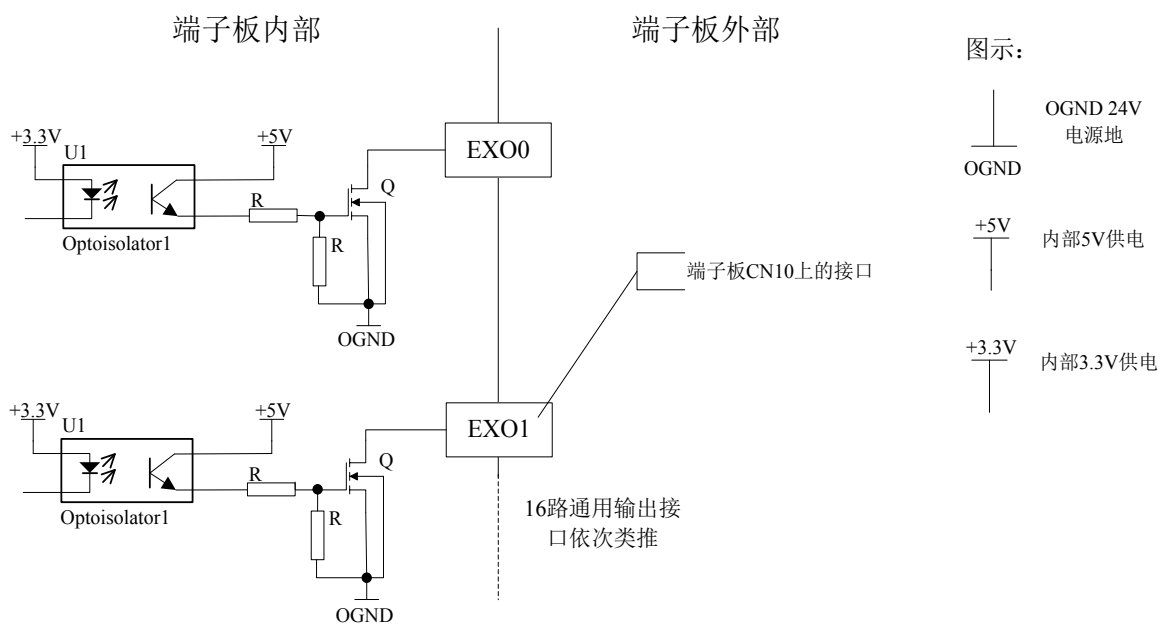 端子板内部
端子板外部
图示：
+3.3V
U1
+5V
EXO0
Q
R
R
Optoisolator1
OGND
OGND 24V
电源地
OGND
+5V
内部5V供电
端子板CN10上的接口
+3.3V
内部3.3V供电
+3.3V
U1
+5V
EXO1
Q
R
R
Optoisolator1
OGND
16路通用输出接
口依次类推